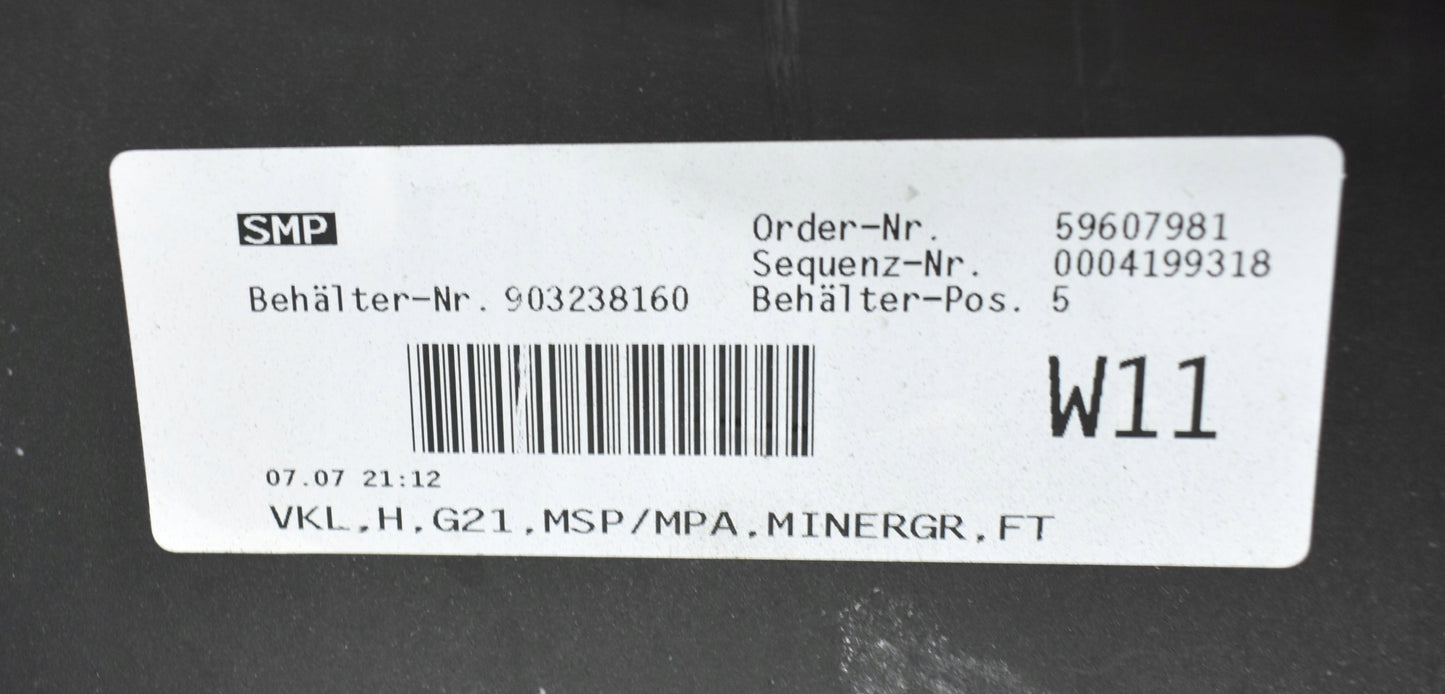 SMP
Order-Nr. 59607981
Sequenz-Nr. 0004199318
Behälter-Nr. 903238160 Behälter-Pos. 5
W11
07.07 21:12
VKL,H,G21,MSP/MPA,MINERGR,FT